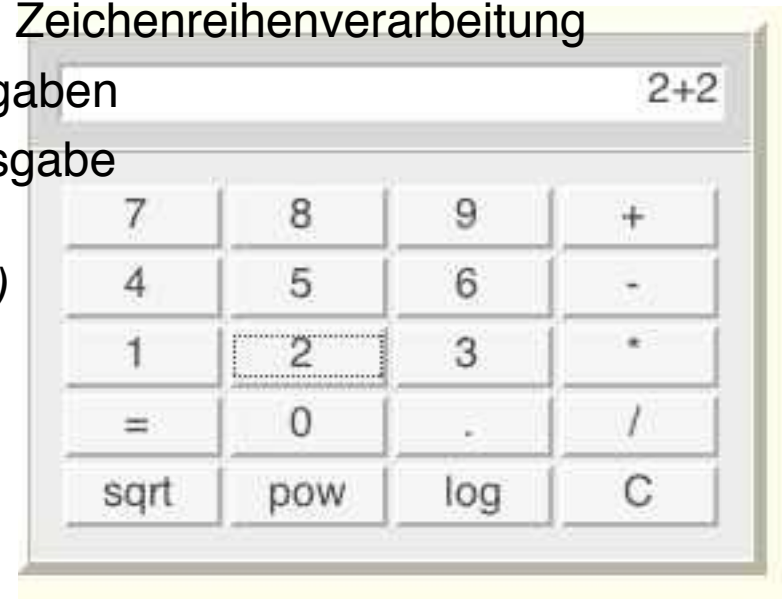 Zeichenreihenverarbeitung
gaben
2+2
sgabe
7 8 9 +
)
4 5 6 -
1 2 3 *
= 0 . /
sqrt pow log C